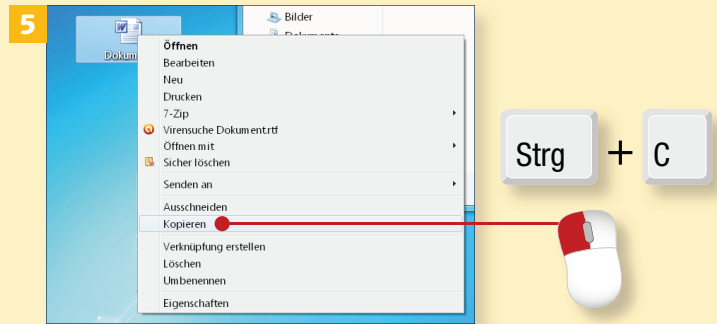 5
Bilder
Dokumente
Öffnen
Bearbeiten
Neu
Drucken
7-Zip
Virensuche Dokument.rtf
Öffnen mit
Sicher löschen
Senden an
Ausschneiden
Kopieren
Verknüpfung erstellen
Löschen
Umbenennen
Eigenschaften
Strg + C